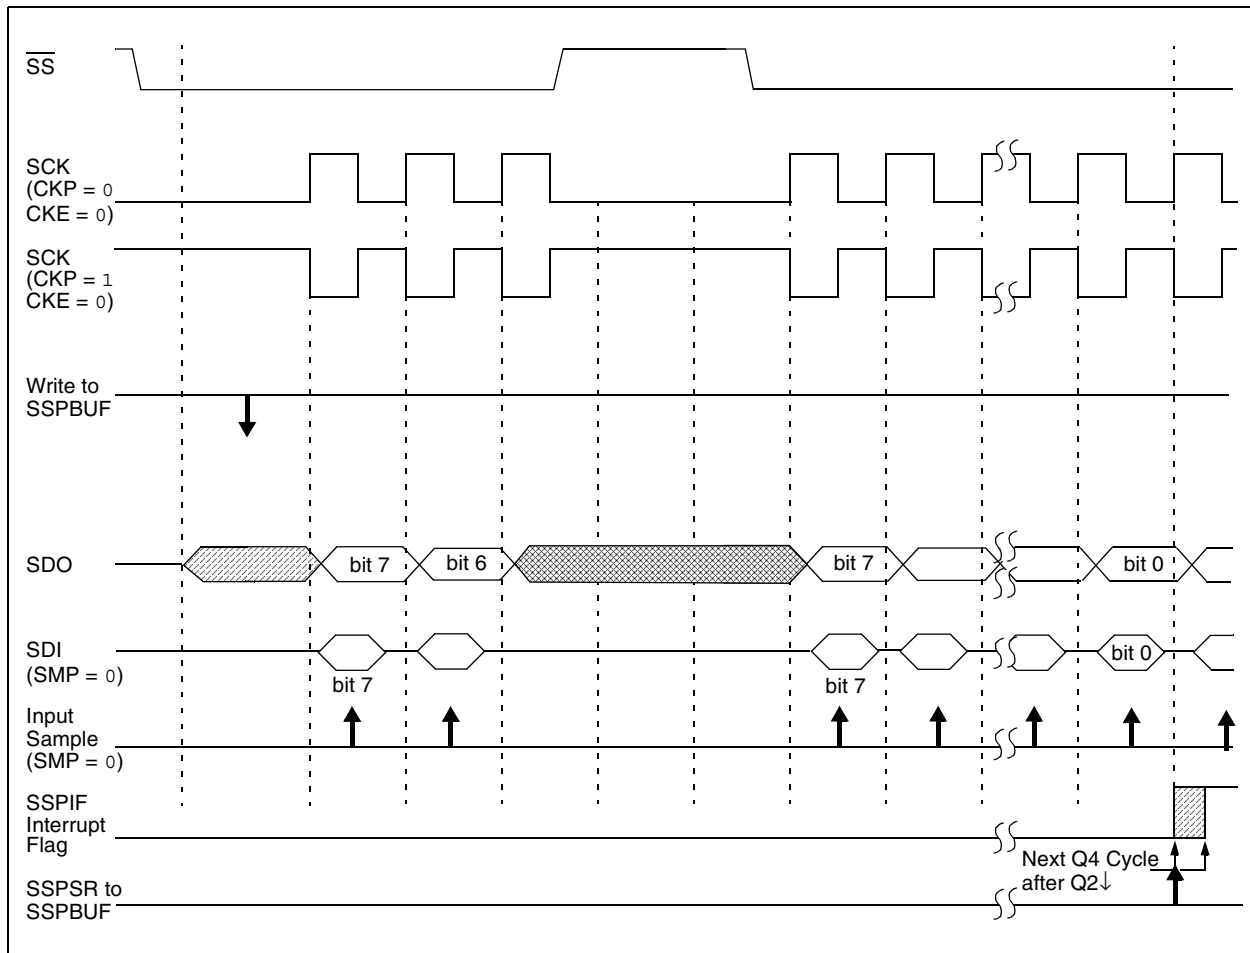 SS
SCK
(CKP = 0
CKE = 0)
SCK
(CKP = 1
CKE = 0)
Write to
SSPBUF
SDO
bit 7
bit 6
bit 7
bit 0
SDI
(SMP = 0)
bit 0
bit 7
bit 7
Input
Sample
(SMP = 0)
SSPIF
Interrupt
Flag
Next Q4 Cycle
after Q2↓
SSPSR to
SSPBUF